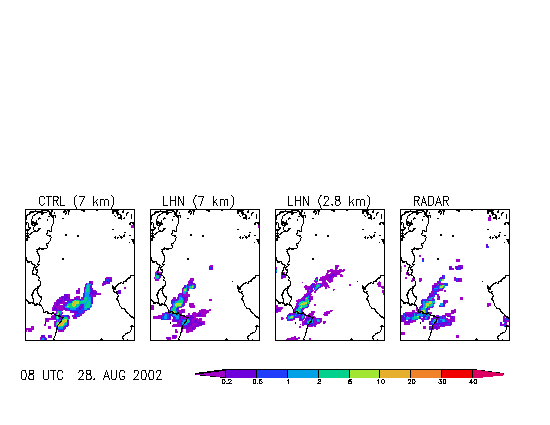 CTRL (7 km) LHN (7 km) LHN (2.8 km) RADAR
08 UTC 28. AUG 2002
0.2 0.5 1 2 5 10 20 30 40